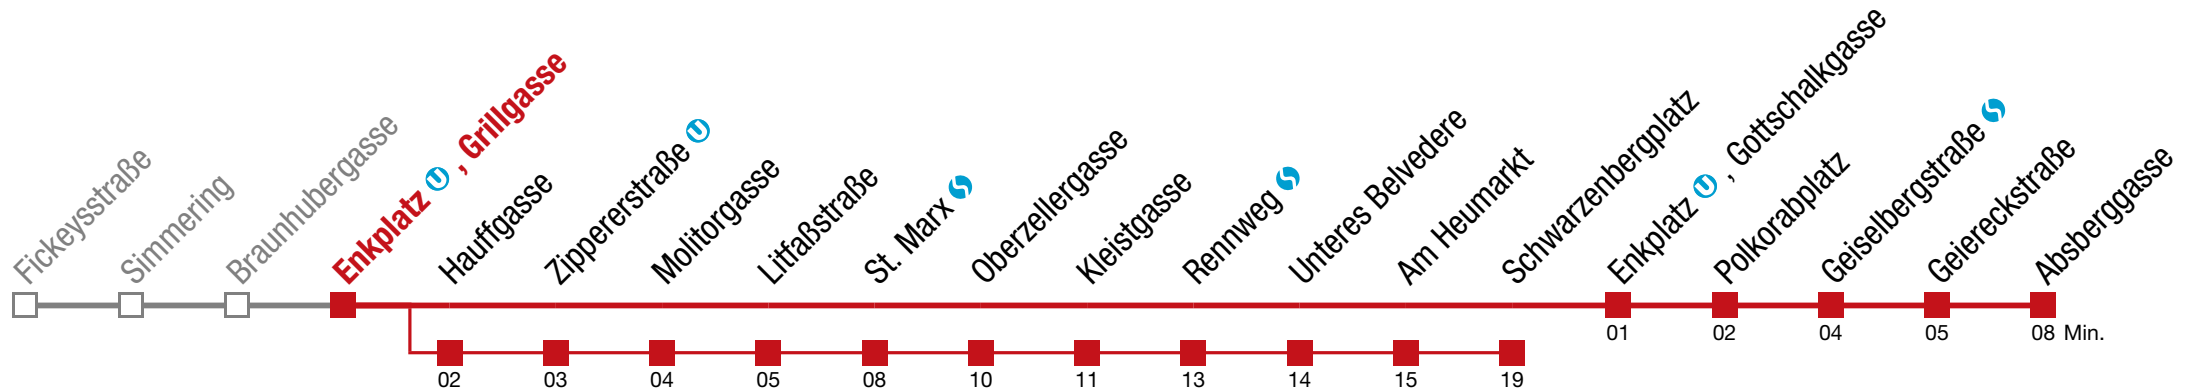 Fickeysstraße
Simmering
Braunhubergasse
Enkplatz U , Grillgasse
Hauffgasse
Zippererstraße U
Molitorgasse
Litfaßstraße
St. Marx S
Oberzellergasse
Kleistgasse
Rennweg S
Unteres Belvedere
Am Heumarkt
Schwarzenbergplatz
Enkplatz U , Gottschalkgasse
Polkorabplatz
Geiselbergstraße S
Geiereckstraße
Absberggasse
01 02 04 05 08 Min.
02 03 04 05 08 10 11 13 14 15 19